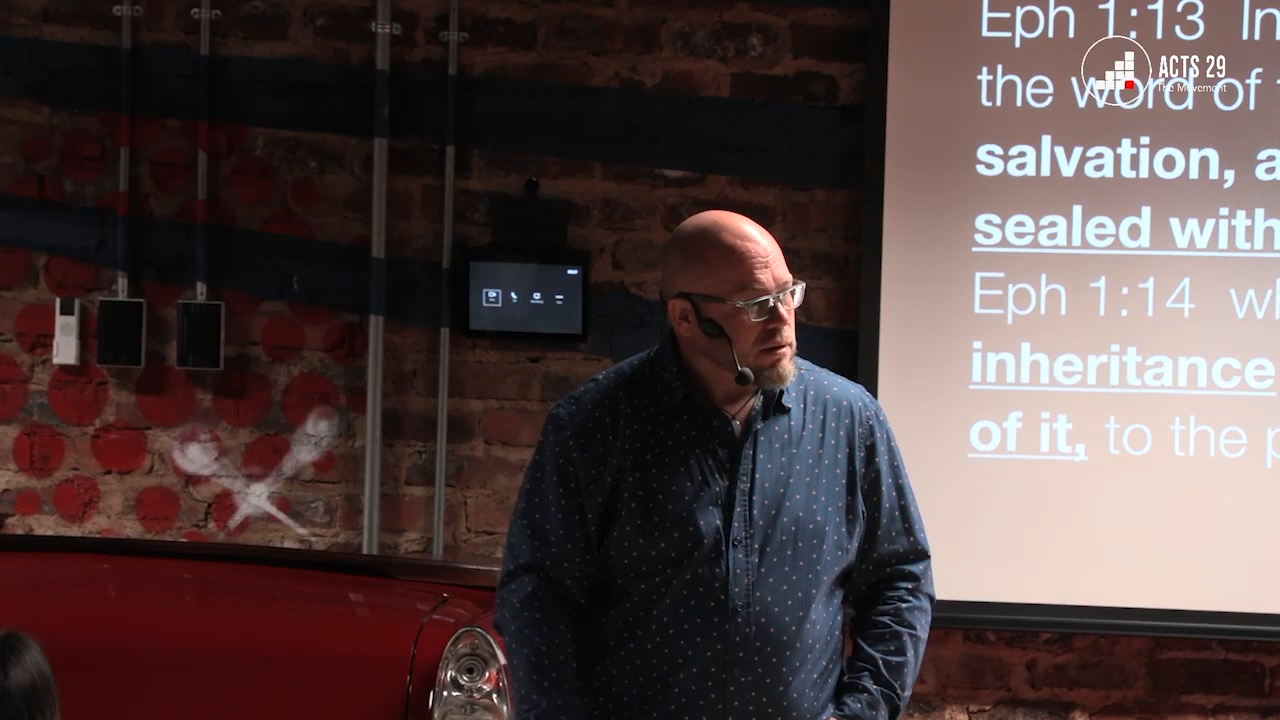 Eph 1:13 In
the word of
salvation, a
sealed with
Eph 1:14 w
inheritance
of it, to the p
ACTS 29
The Movement